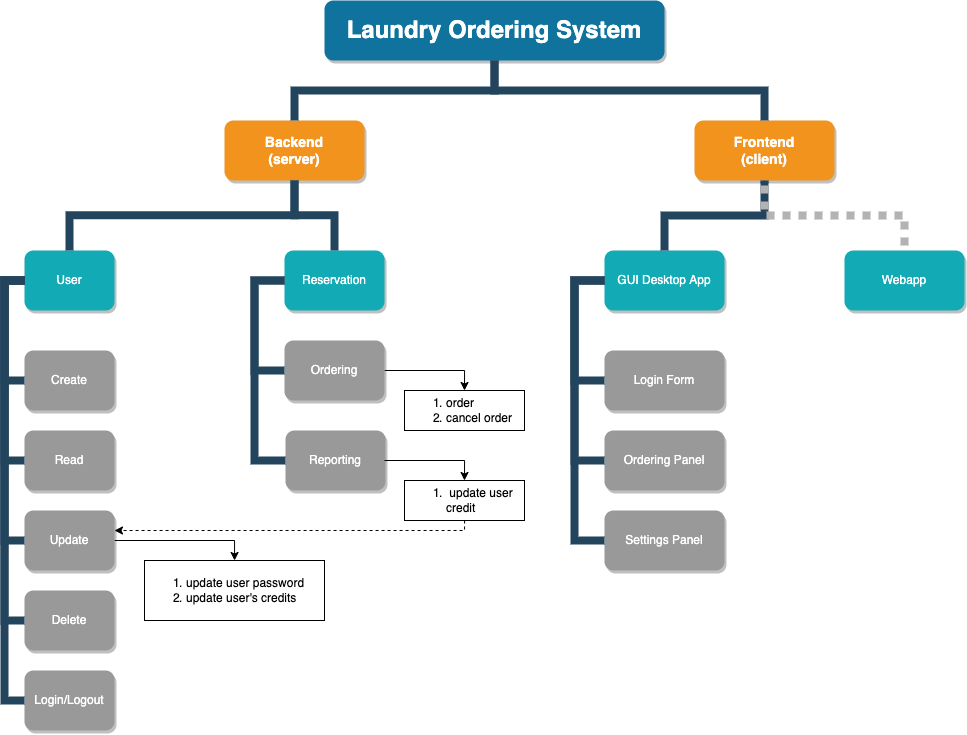 Laundry Ordering System
Backend
(server)
Frontend
(client)
User
Reservation
GUI Desktop App
Webapp
Create
Ordering
Login Form
1. order
2. cancel order
Read
Reporting
Ordering Panel
1. update user
credit
Update
Settings Panel
1. update user password
2. update user's credits
Delete
Login/Logout